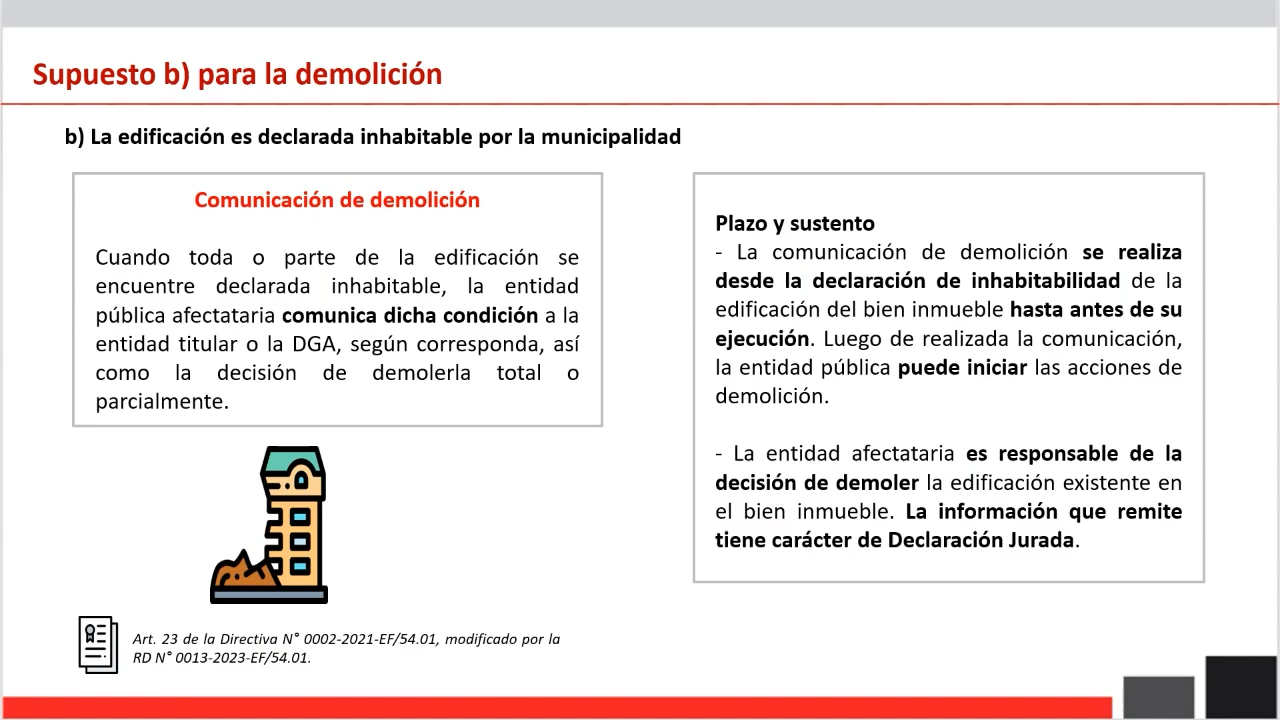 Supuesto b) para la demolición
b) La edificación es declarada inhabitable por la municipalidad
Comunicación de demolición
Cuando toda o parte de la edificación se
encuentre declarada inhabitable, la entidad
pública afectataria comunica dicha condición a la
entidad titular o la DGA, según corresponda, así
como la decisión de demolerla total o
parcialmente.
Plazo y sustento
- La comunicación de demolición se realiza
desde la declaración de inhabitabilidad de la
edificación del bien inmueble hasta antes de su
ejecución. Luego de realizada la comunicación,
la entidad pública puede iniciar las acciones de
demolición.
- La entidad afectataria es responsable de la
decisión de demoler la edificación existente en
el bien inmueble. La información que remite
tiene carácter de Declaración Jurada.
Art. 23 de la Directiva N° 0002-2021-EF/54.01, modificado por la
RD N° 0013-2023-EF/54.01.